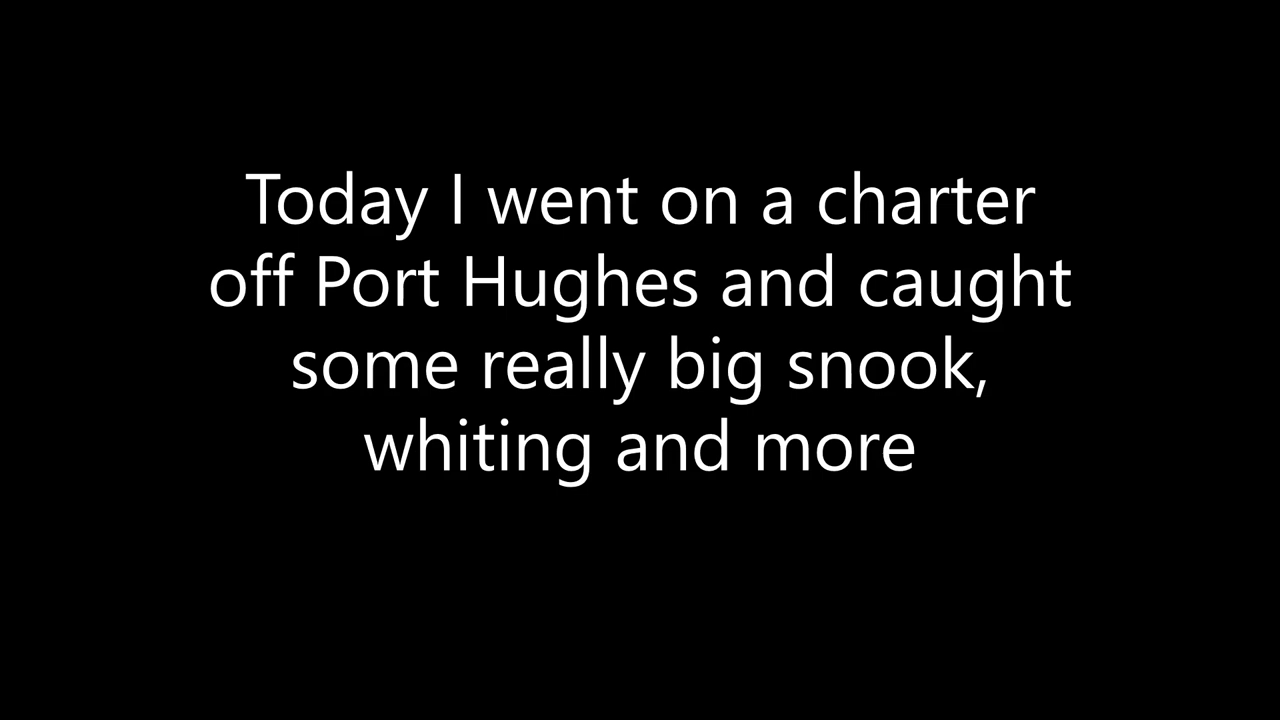 Today I went on a charter
off Port Hughes and caught
some really big snook,
whiting and more